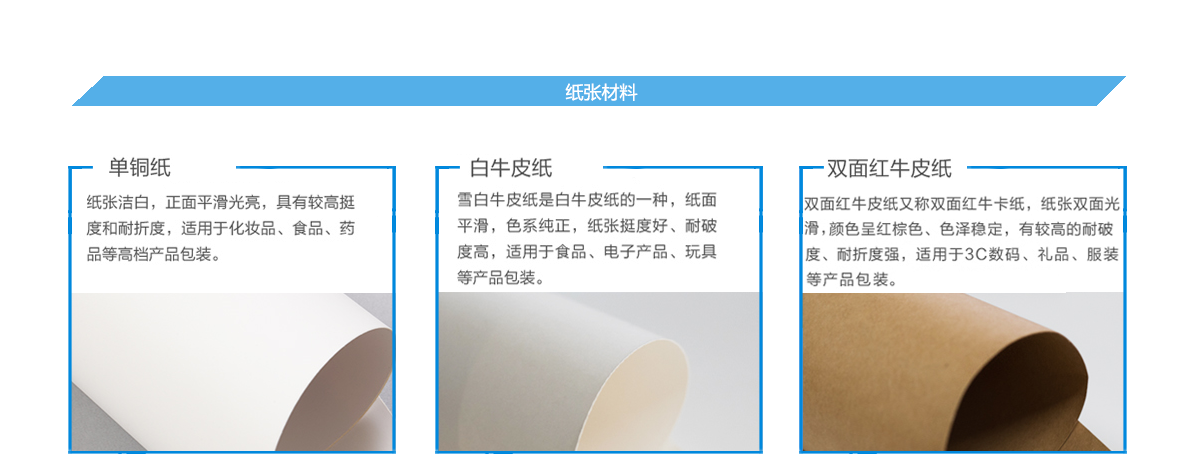 纸张材料
单铜纸
纸张洁白，正面平滑光亮，具有较高挺
度和耐折度，适用于化妆品、食品、药
品等高档产品包装。
白牛皮纸
雪白牛皮纸是白牛皮纸的一种，纸面
平滑，色系纯正，纸张挺度好、耐破
度高，适用于食品、电子产品、玩具
等产品包装。
双面红牛皮纸
双面红牛皮纸又称双面红牛卡纸，纸张双面光
滑，颜色呈红棕色、色泽稳定，有较高的耐破
度、耐折度强，适用于3C数码、礼品、服装
等产品包装。